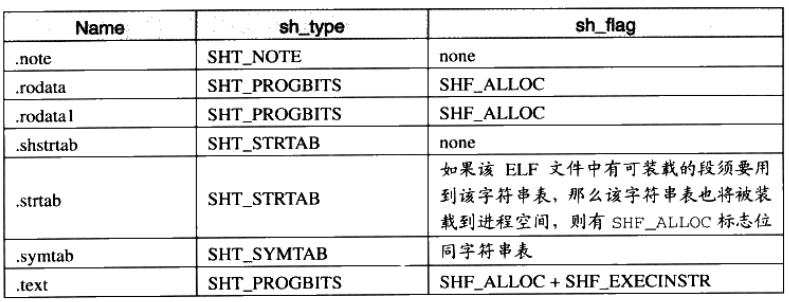 Name sh_type sh_flag
.note SHT_NOTE none
.rodata SHT_PROGBITS SHF_ALLOC
.rodata1 SHT_PROGBITS SHF_ALLOC
.shstrtab SHT_STRTAB none
如果该 ELF 文件中有可装载的段须要用
到该字符串表，那么该字符串表也将被装
.strtab SHT_STRTAB
载到进程空间，则有 SHF_ALLOC 标志位
.symtab SHT_SYMTAB 同字符串表
.text SHT_PROGBITS SHF_ALLOC + SHF_EXECINSTR